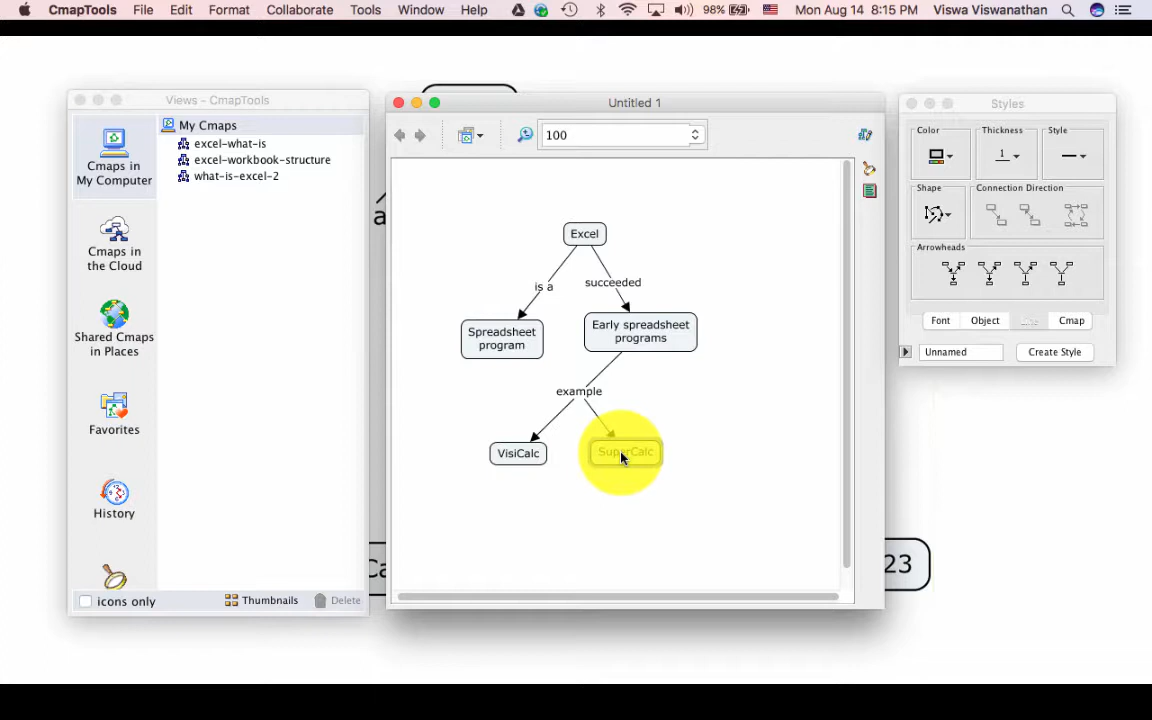 CmapTools File Edit Format Collaborate Tools Window Help 98% Mon Aug 14 8:15 PM Viswa Viswanathan
Views - CmapTools
My Cmaps
excel-what-is
excel-workbook-structure
what-is-excel-2
Cmaps in
My Computer
Cmaps in
the Cloud
Shared Cmaps
in Places
Favorites
History
icons only
Thumbnails
Delete
a
Ca
Untitled 1
100
Excel
is a
succeeded
Spreadsheet
program
Early spreadsheet
programs
example
VisiCalc
SuperCalc
23
Styles
Color
Thickness
Style
1
Shape
Connection Direction
Arrowheads
Font
Object
Line
Cmap
Unnamed
Create Style